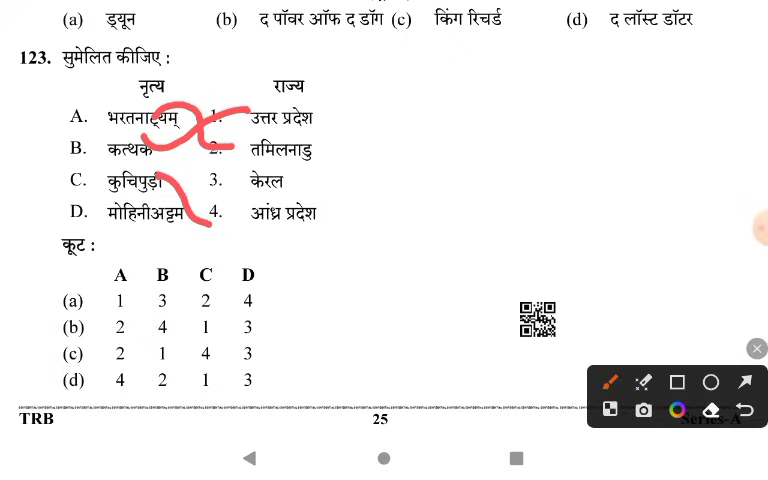 (a) ड्यून (b) द पॉवर ऑफ द डॉग (c) किंग रिचर्ड (d) द लॉस्ट डॉटर
123. सुमेलित कीजिए :
नृत्य राज्य
A. भरतनाट्यम् 1. उत्तर प्रदेश
B. कत्थक 2. तमिलनाडु
C. कुचिपुड़ी 3. केरल
D. मोहिनीअट्टम 4. आंध्र प्रदेश
कूट :
A B C D
(a) 1 3 2 4
(b) 2 4 1 3
(c) 2 1 4 3
(d) 4 2 1 3
TRB 25 Series-A